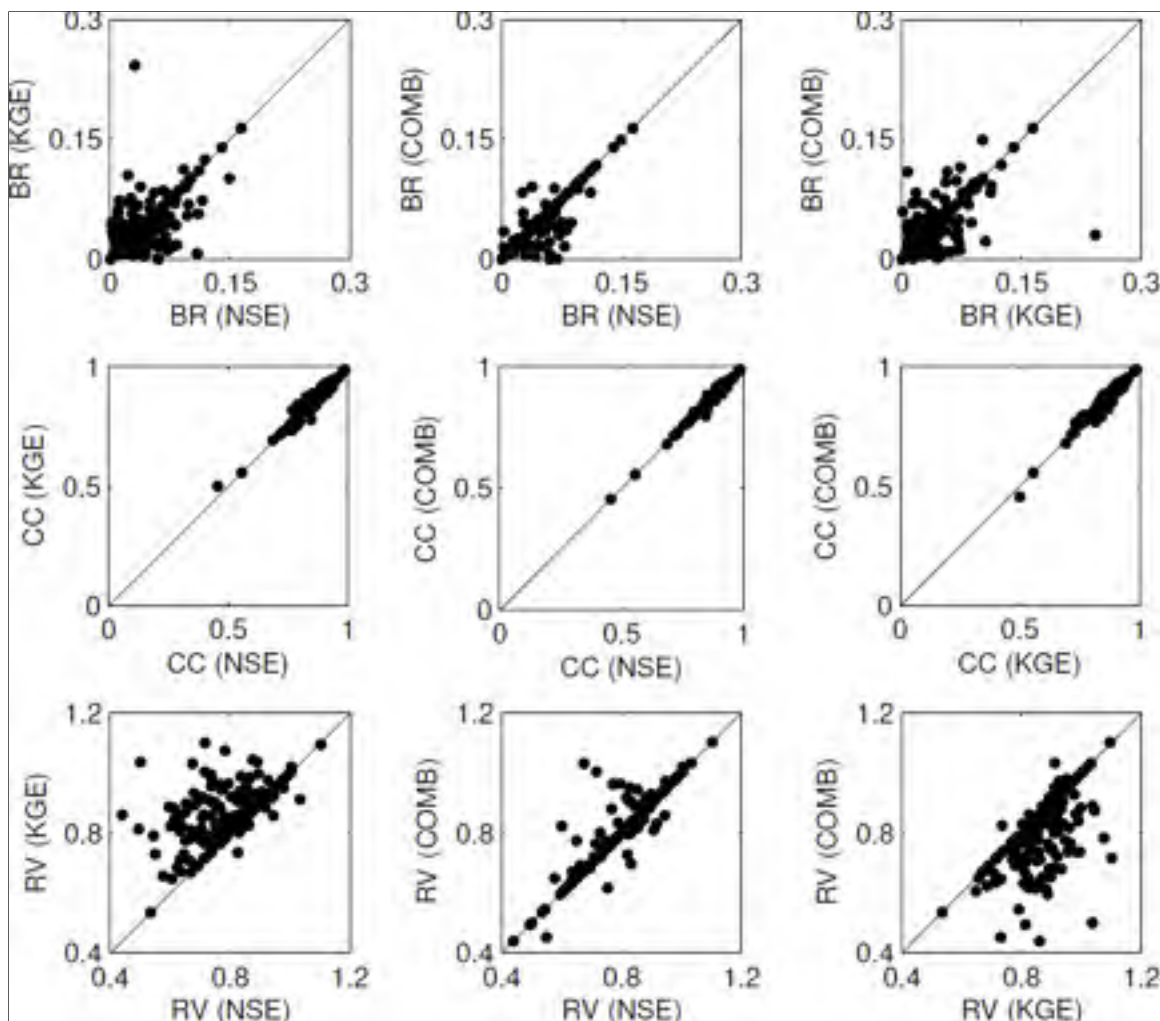 0.3
0.15
0
BR (KGE)
0 0.15 0.3
BR (NSE)
0.3
0.15
0
BR (COMB)
0 0.15 0.3
BR (NSE)
0.3
0.15
0
BR (COMB)
0 0.15 0.3
BR (KGE)
1
0.5
0
CC (KGE)
0 0.5 1
CC (NSE)
1
0.5
0
CC (COMB)
0 0.5 1
CC (NSE)
1
0.5
0
CC (COMB)
0 0.5 1
CC (KGE)
1.2
0.8
0.4
RV (KGE)
0.4 0.8 1.2
RV (NSE)
1.2
0.8
0.4
RV (COMB)
0.4 0.8 1.2
RV (NSE)
1.2
0.8
0.4
RV (COMB)
0.4 0.8 1.2
RV (KGE)